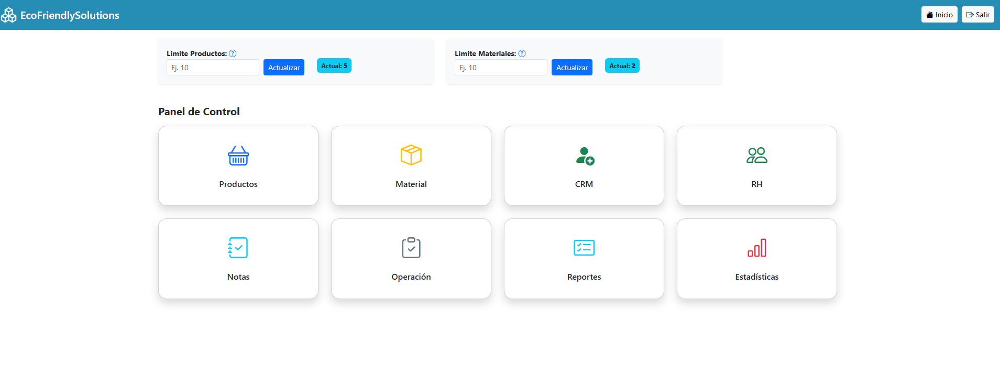 EcoFriendlySolutions
Inicio
Salir
Límite Productos: ?
Ej. 10
Actualizar
Actual: 5
Límite Materiales: ?
Ej. 10
Actualizar
Actual: 2
Panel de Control
Productos
Material
CRM
RH
Notas
Operación
Reportes
Estadísticas